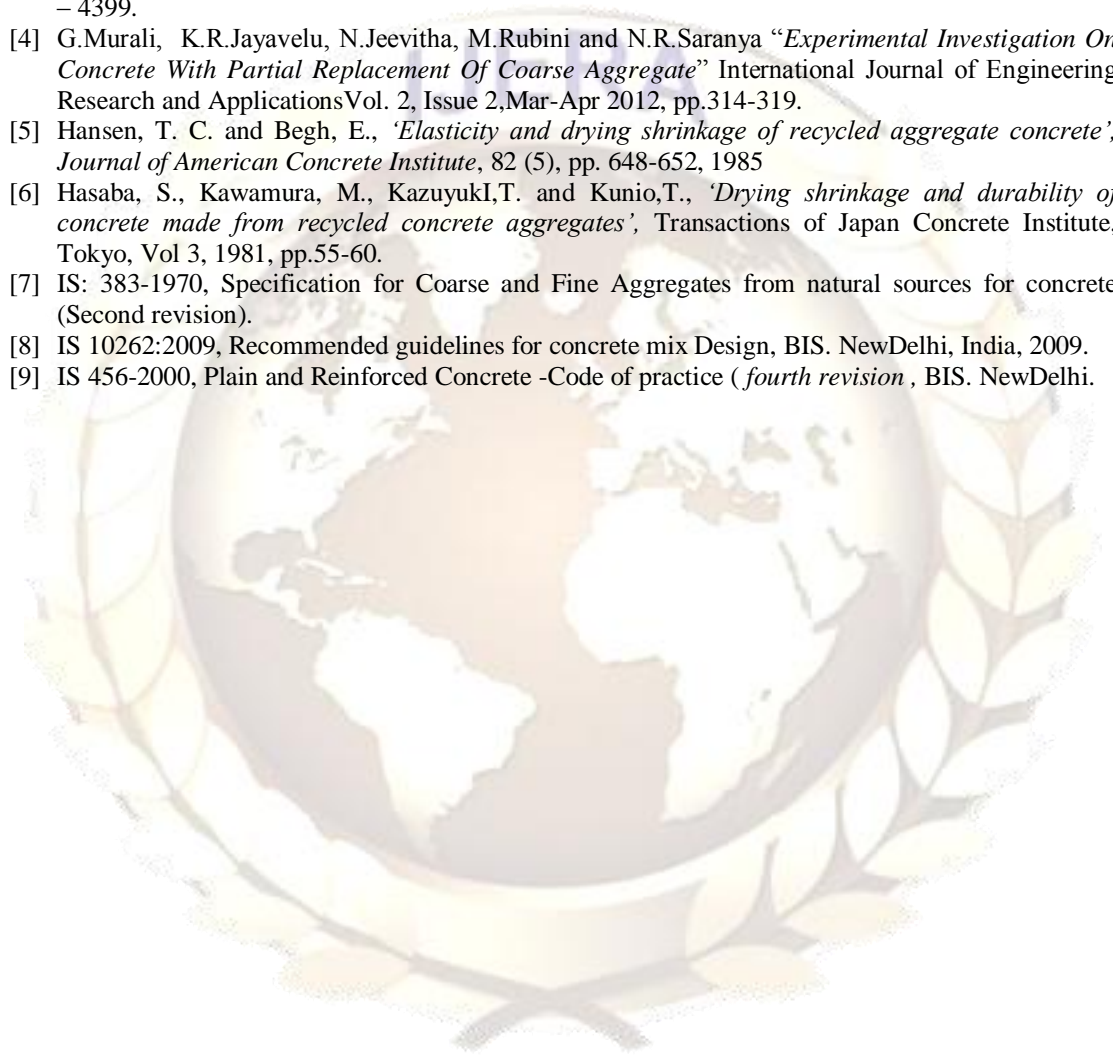 – 4399.
[4] G.Murali, K.R.Jayavelu, N.Jeevitha, M.Rubini and N.R.Saranya “Experimental Investigation On
Concrete With Partial Replacement Of Coarse Aggregate” International Journal of Engineering
Research and ApplicationsVol. 2, Issue 2,Mar-Apr 2012, pp.314-319.
[5] Hansen, T. C. and Begh, E., ‘Elasticity and drying shrinkage of recycled aggregate concrete’,
Journal of American Concrete Institute, 82 (5), pp. 648-652, 1985
[6] Hasaba, S., Kawamura, M., KazuyukI,T. and Kunio,T., ‘Drying shrinkage and durability of
concrete made from recycled concrete aggregates’, Transactions of Japan Concrete Institute,
Tokyo, Vol 3, 1981, pp.55-60.
[7] IS: 383-1970, Specification for Coarse and Fine Aggregates from natural sources for concrete
(Second revision).
[8] IS 10262:2009, Recommended guidelines for concrete mix Design, BIS. NewDelhi, India, 2009.
[9] IS 456-2000, Plain and Reinforced Concrete -Code of practice ( fourth revision , BIS. NewDelhi.
IJERA